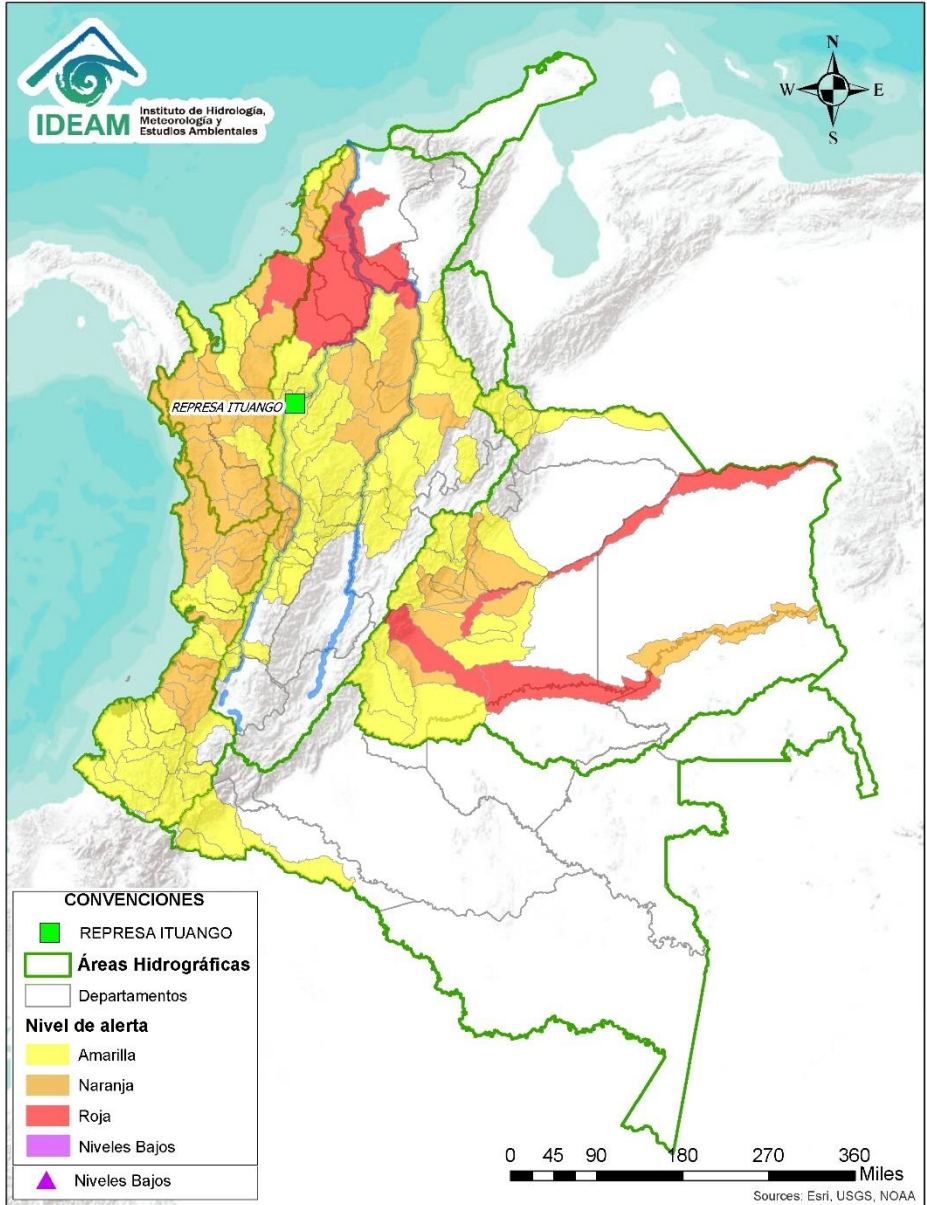 IDEAM
Instituto de Hidrología,
Meteorología y
Estudios Ambientales
N
W E
S
REPRESA ITUANGO
CONVENCIONES
REPRESA ITUANGO
Áreas Hidrográficas
Departamentos
Nivel de alerta
Amarilla
Naranja
Roja
Niveles Bajos
Niveles Bajos
0 45 90 180 270 360
Miles
Sources: Esri, USGS, NOAA